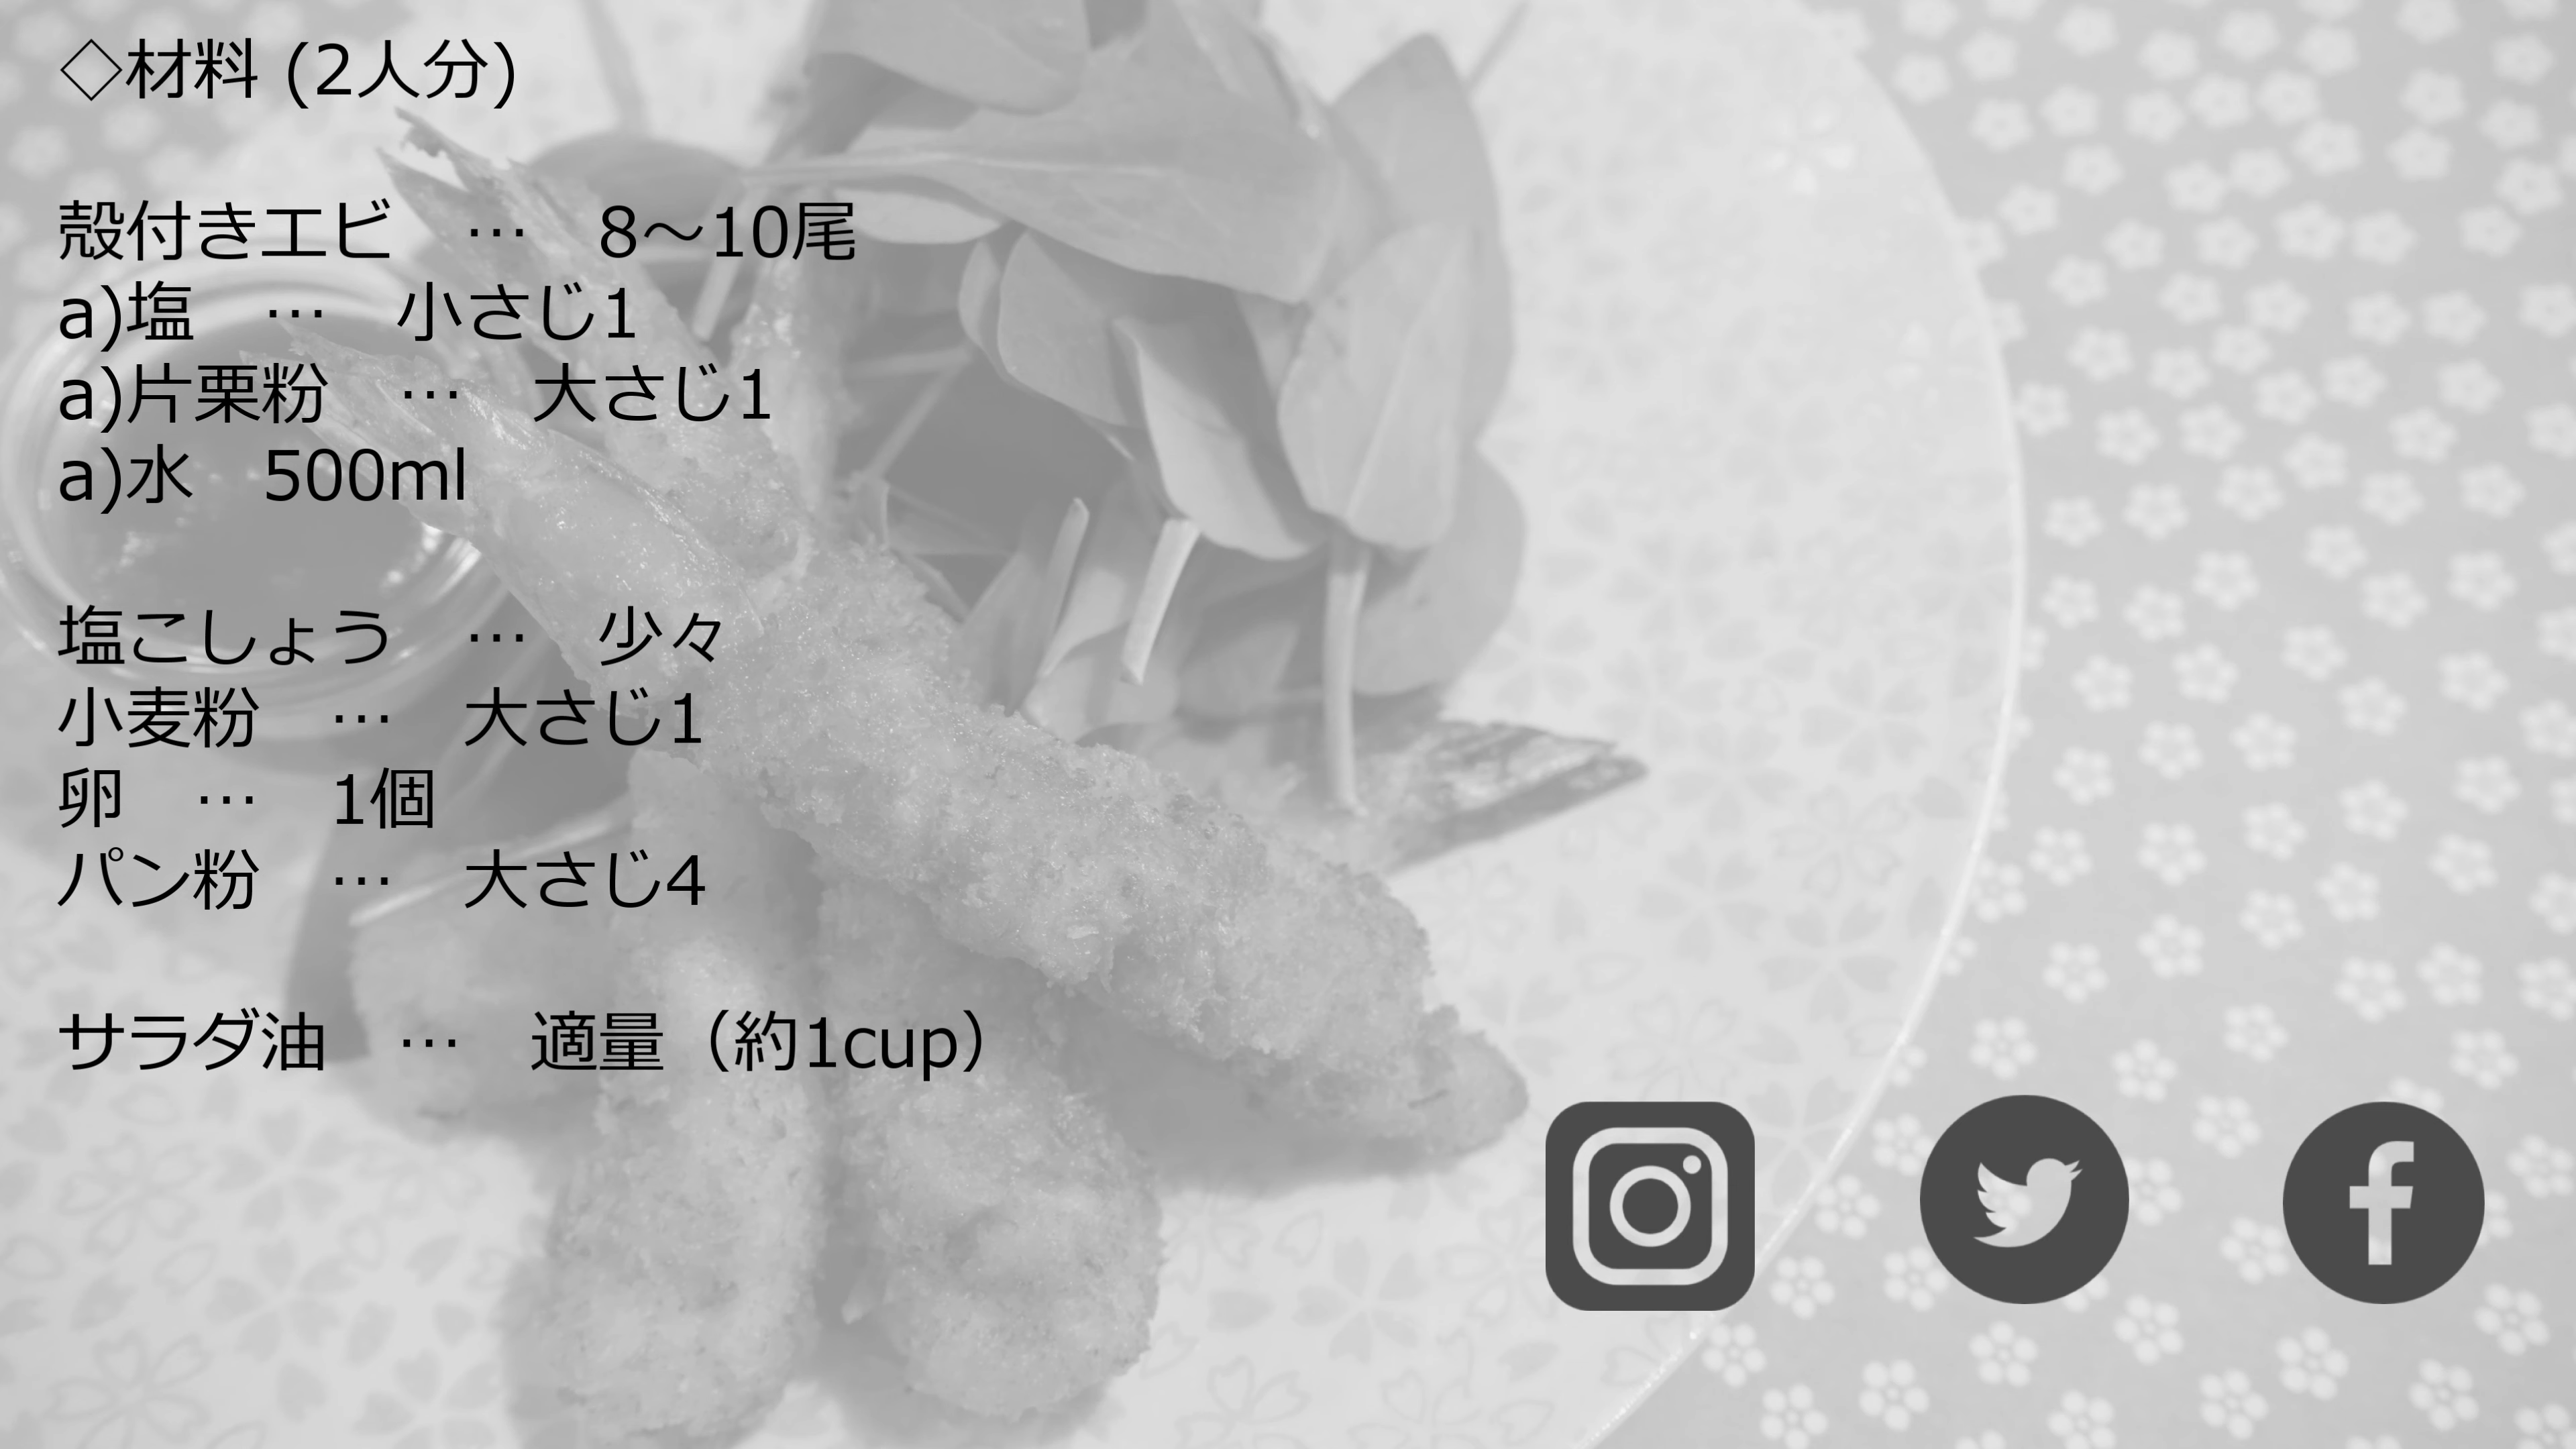 ◇材料 (2人分)
殻付きエビ　…　8～10尾
a)塩　…　小さじ1
a)片栗粉　…　大さじ1
a)水　500ml
塩こしょう　…　少々
小麦粉　…　大さじ1
卵　…　1個
パン粉　…　大さじ4
サラダ油　…　適量（約1cup）